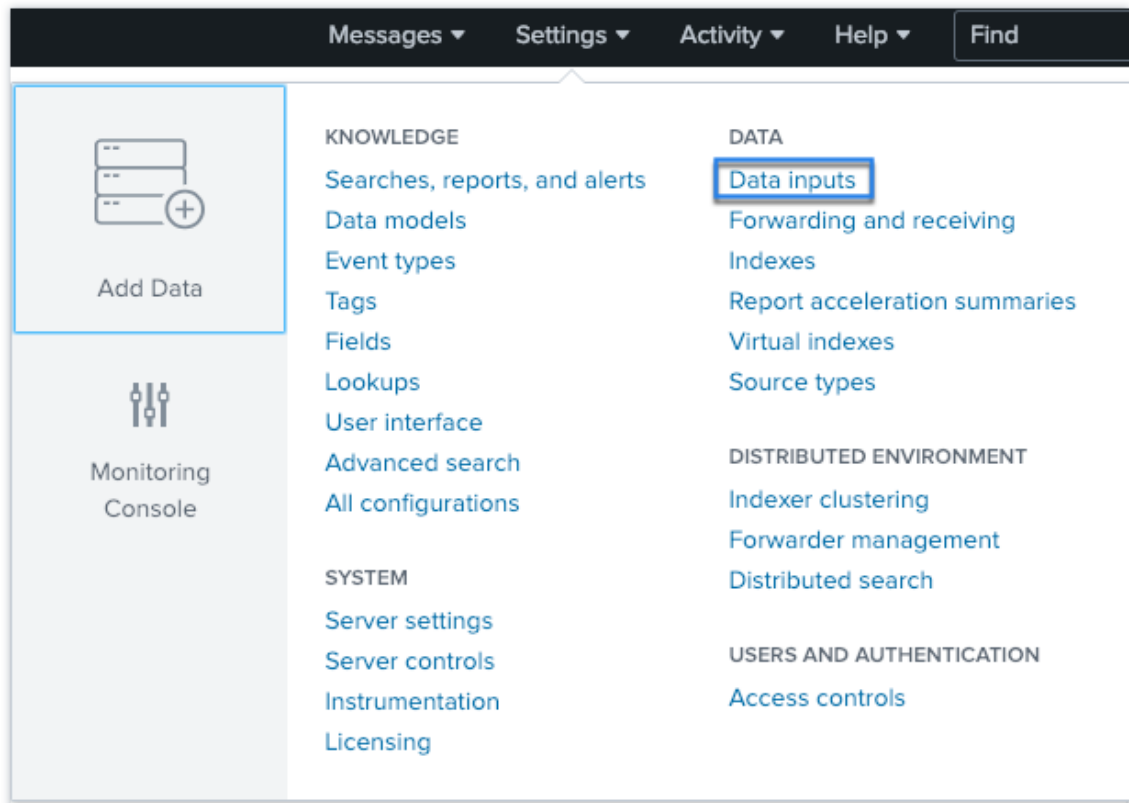 Messages ▾ Settings ▾ Activity ▾ Help ▾ Find
Add Data
Monitoring
Console
KNOWLEDGE
Searches, reports, and alerts
Data models
Event types
Tags
Fields
Lookups
User interface
Advanced search
All configurations
SYSTEM
Server settings
Server controls
Instrumentation
Licensing
DATA
Data inputs
Forwarding and receiving
Indexes
Report acceleration summaries
Virtual indexes
Source types
DISTRIBUTED ENVIRONMENT
Indexer clustering
Forwarder management
Distributed search
USERS AND AUTHENTICATION
Access controls